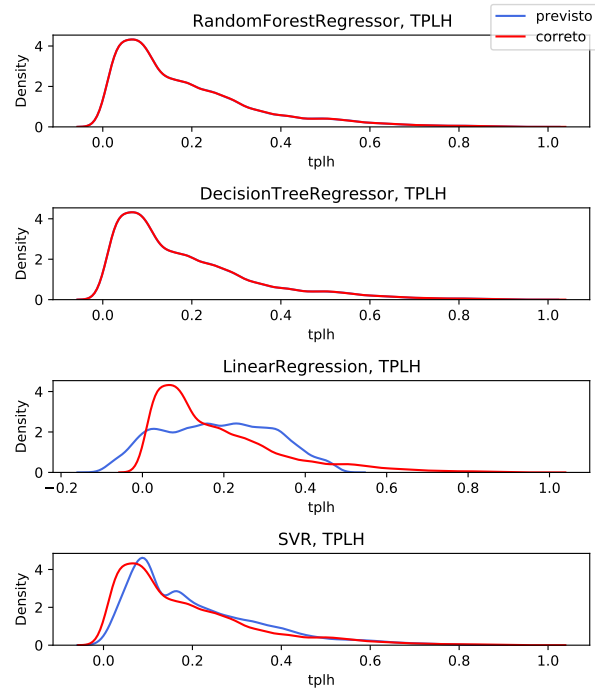 RandomForestRegressor, TPLH
previsto
correto
Density
4
2
0
0.0 0.2 0.4 0.6 0.8 1.0
tplh
DecisionTreeRegressor, TPLH
Density
4
2
0
0.0 0.2 0.4 0.6 0.8 1.0
tplh
LinearRegression, TPLH
Density
4
2
0
−0.2 0.0 0.2 0.4 0.6 0.8 1.0
tplh
SVR, TPLH
Density
4
2
0
0.0 0.2 0.4 0.6 0.8 1.0
tplh